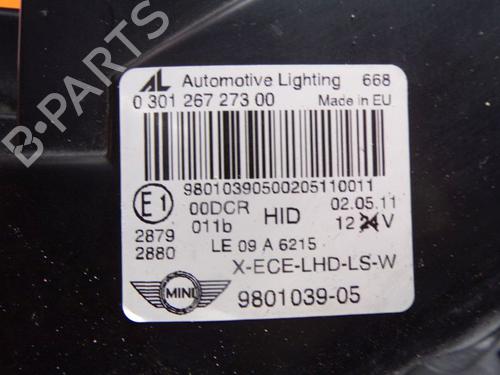 B-PARTS
AL Automotive Lighting 668
0 301 267 273 00 Made in EU
98010390500205110011
E1 00DCR HID 02.05.11
011b 12 24 V
2879
2880 LE 09 A 6215
X-ECE-LHD-LS-W
MINI 9801039-05